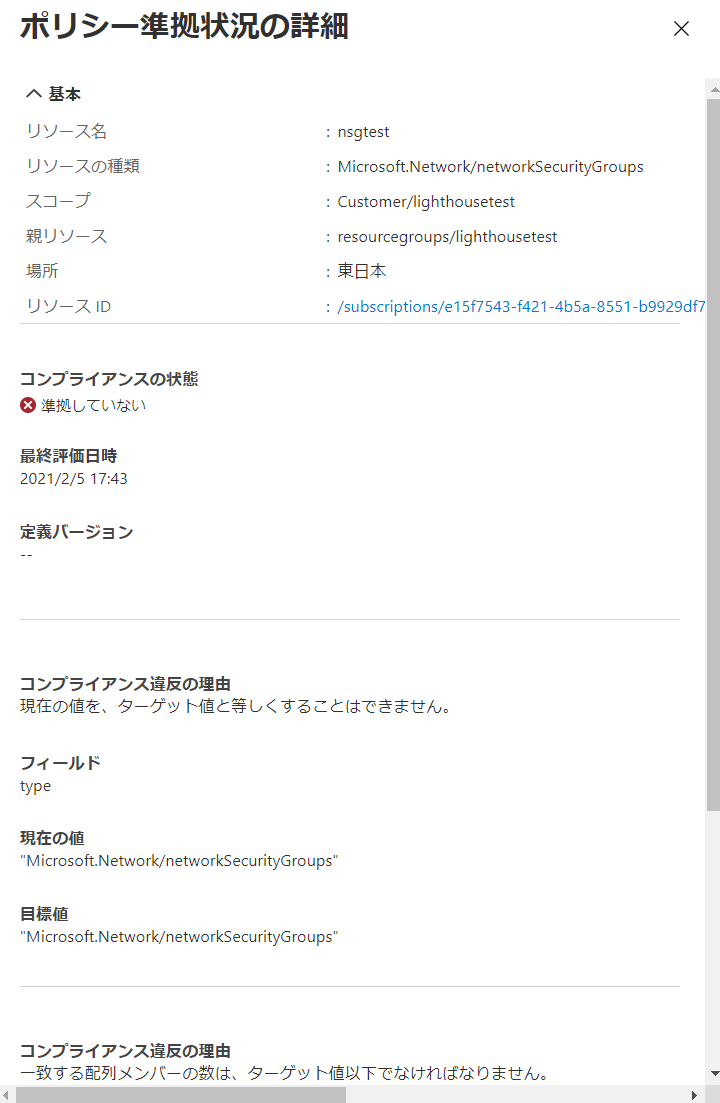 ポリシー準拠状況の詳細
基本
リソース名 : nsgtest
リソースの種類 : Microsoft.Network/networkSecurityGroups
スコープ : Customer/lighthousetest
親リソース : resourcegroups/lighthousetest
場所 : 東日本
リソース ID : /subscriptions/e15f7543-f421-4b5a-8551-b9929df7
コンプライアンスの状態
準拠していない
最終評価日時
2021/2/5 17:43
定義バージョン
--
コンプライアンス違反の理由
現在の値を、ターゲット値と等しくすることはできません。
フィールド
type
現在の値
"Microsoft.Network/networkSecurityGroups"
目標値
"Microsoft.Network/networkSecurityGroups"
コンプライアンス違反の理由
一致する配列メンバーの数は、ターゲット値以下でなければなりません。